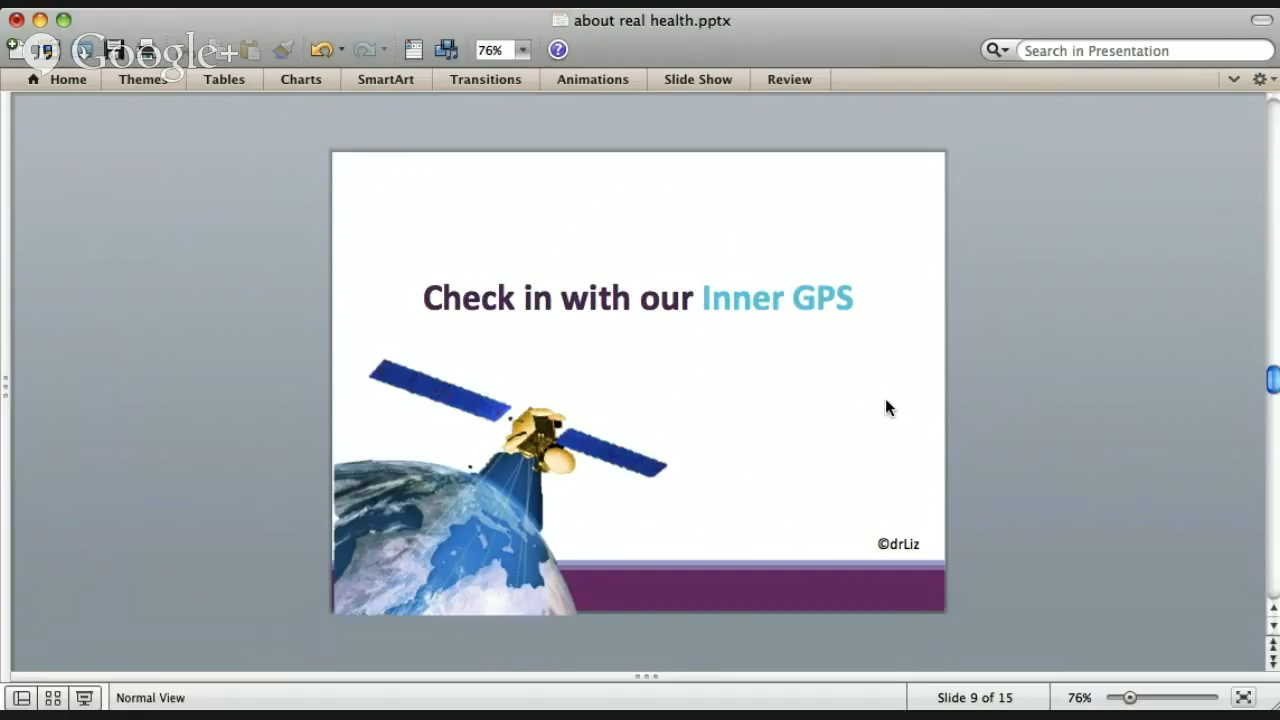 about real health.pptx
Google+
76%
Search in Presentation
Home Themes Tables Charts SmartArt Transitions Animations Slide Show Review
Check in with our Inner GPS
©drLiz
Normal View Slide 9 of 15 76%